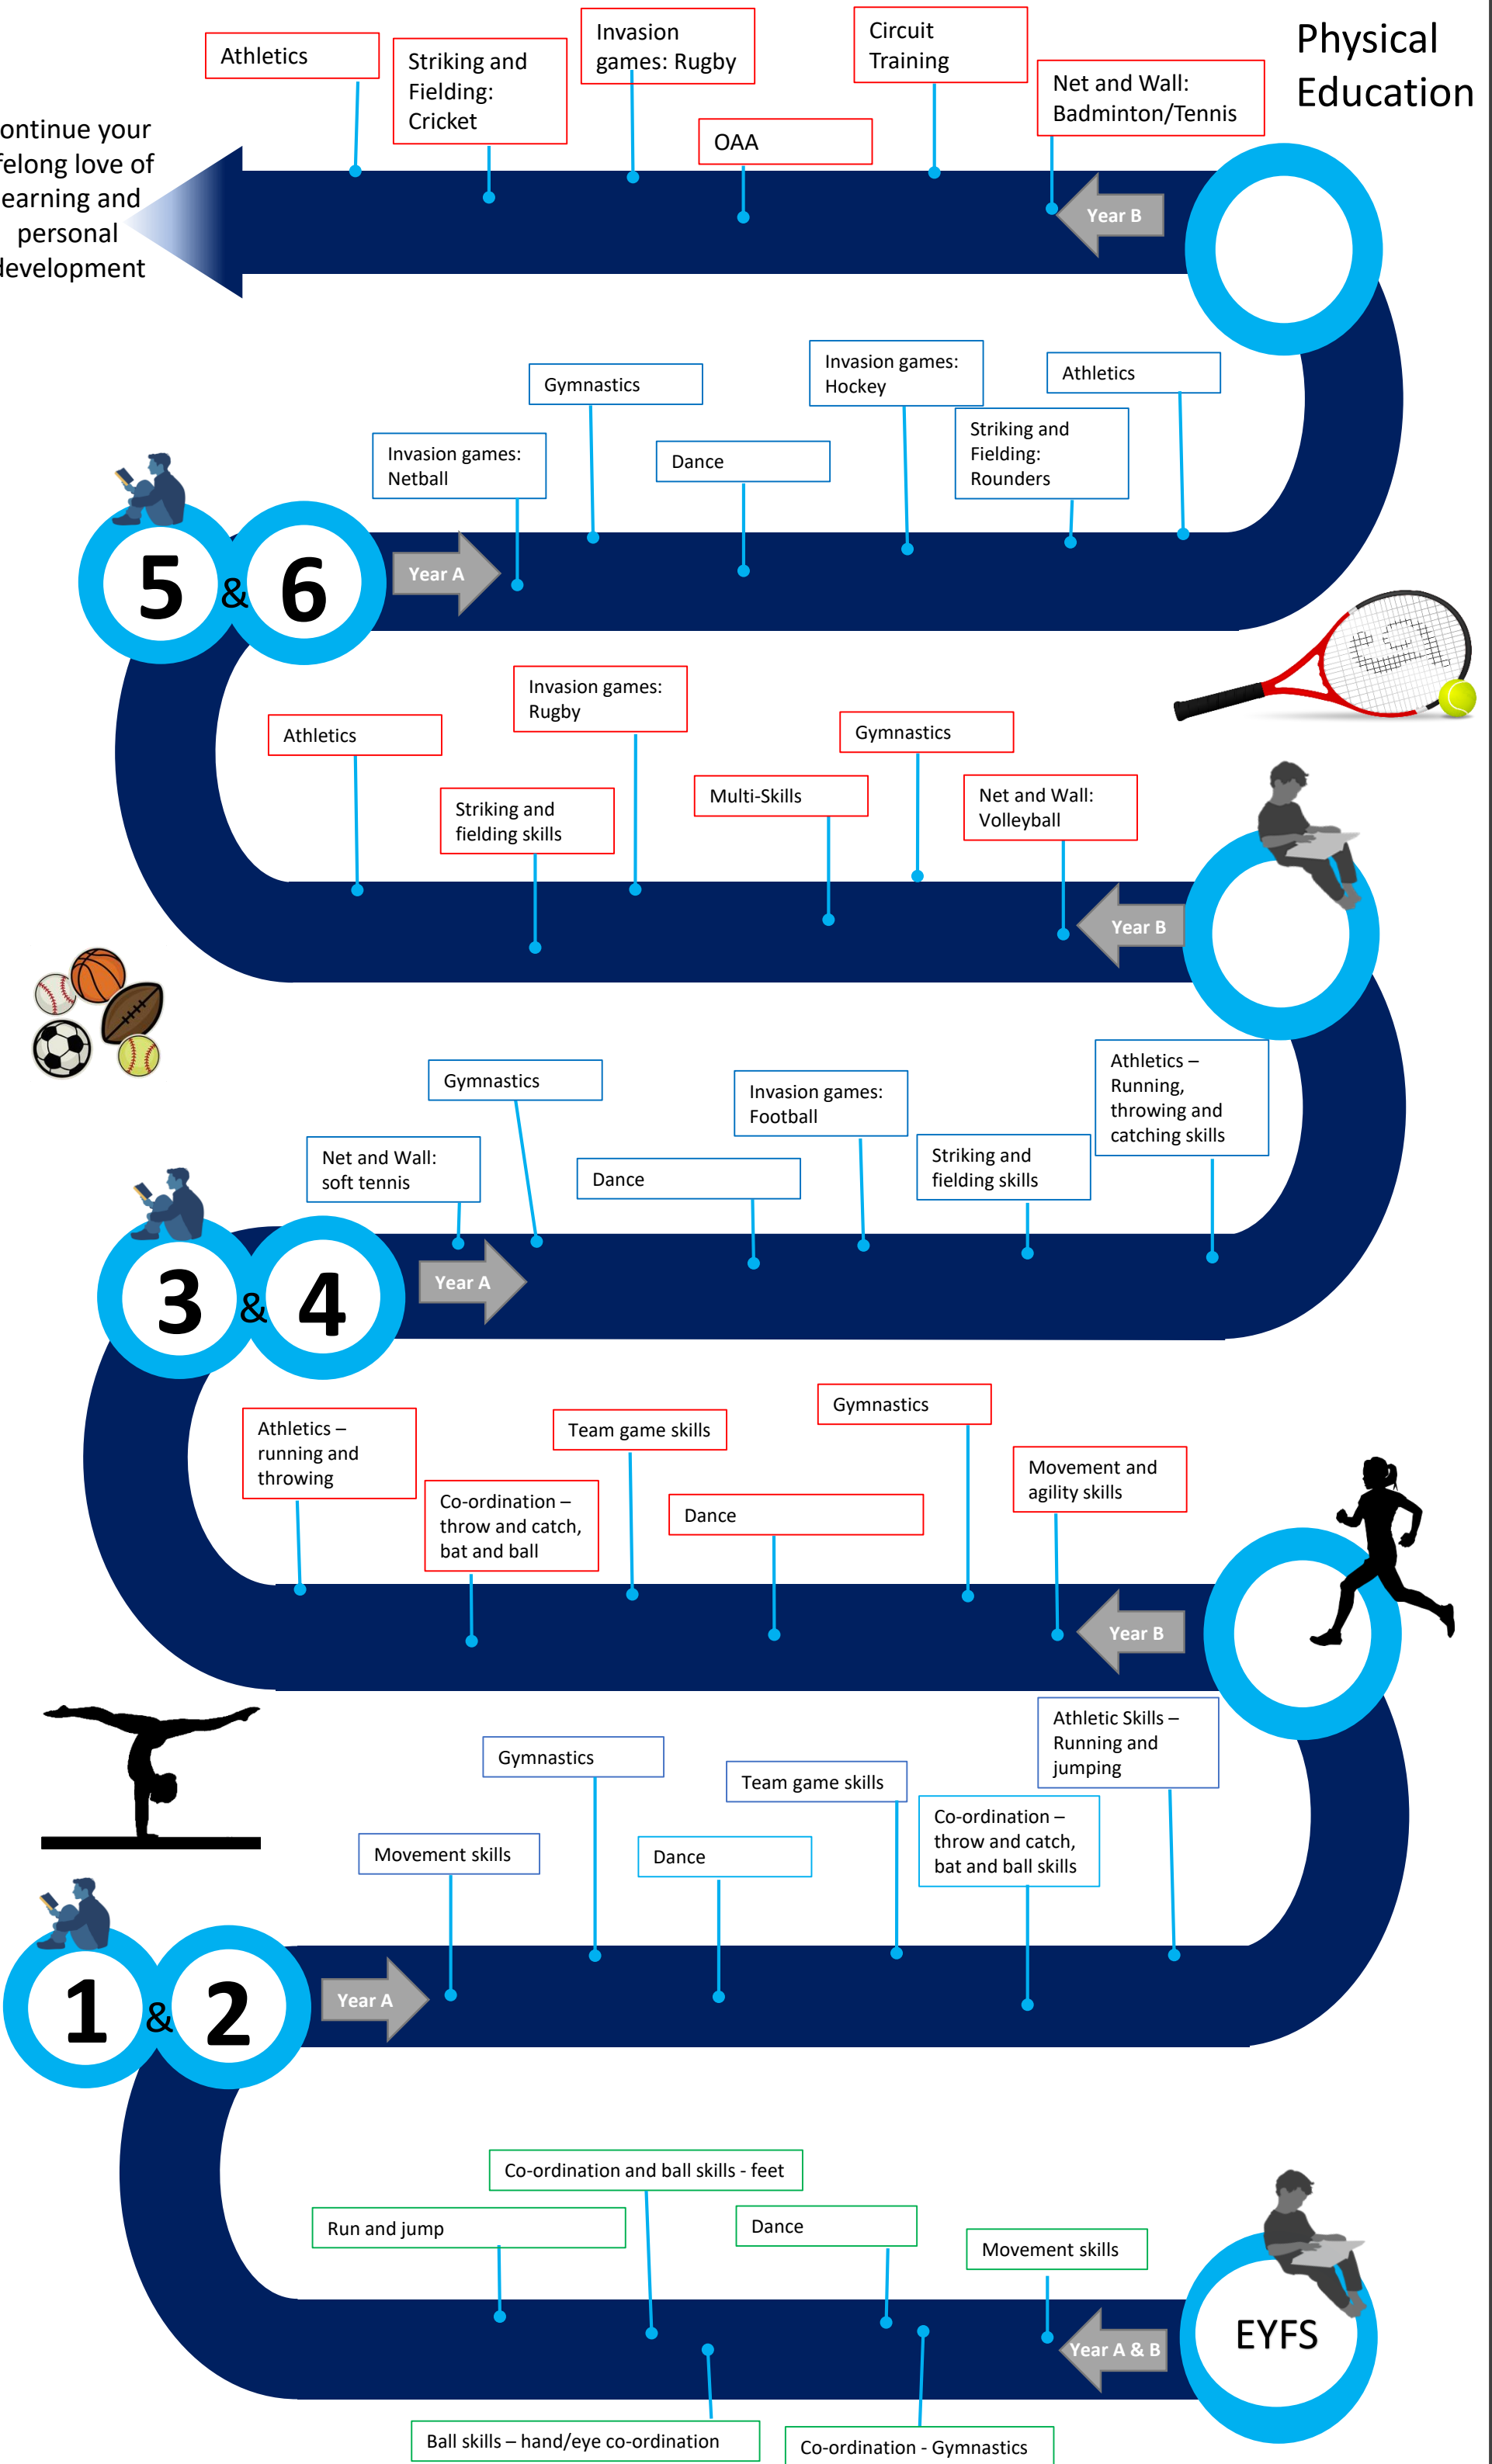 Physical
Education
Athletics
Striking and
Fielding:
Cricket
Invasion
games: Rugby
OAA
Circuit
Training
Net and Wall:
Badminton/Tennis
ontinue your
felong love of
earning and
personal
development
Year B
Invasion games:
Netball
Gymnastics
Dance
Invasion games:
Hockey
Striking and
Fielding:
Rounders
Athletics
5 & 6
Year A
Athletics
Striking and
fielding skills
Invasion games:
Rugby
Multi-Skills
Gymnastics
Net and Wall:
Volleyball
Year B
Net and Wall:
soft tennis
Gymnastics
Dance
Invasion games:
Football
Striking and
fielding skills
Athletics –
Running,
throwing and
catching skills
3 & 4
Year A
Athletics –
running and
throwing
Co-ordination –
throw and catch,
bat and ball
Team game skills
Dance
Gymnastics
Movement and
agility skills
Year B
Movement skills
Gymnastics
Dance
Team game skills
Co-ordination –
throw and catch,
bat and ball skills
Athletic Skills –
Running and
jumping
1 & 2
Year A
Co-ordination and ball skills - feet
Run and jump
Dance
Movement skills
Year A & B
EYFS
Ball skills – hand/eye co-ordination
Co-ordination - Gymnastics